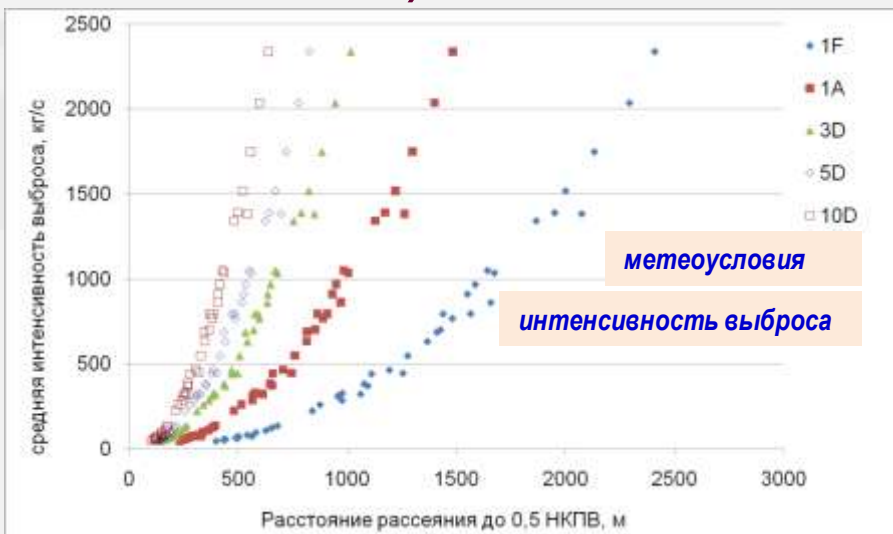 2500
2000
1500
1000
500
0
0 500 1000 1500 2000 2500 3000
средняя интенсивность выброса, кг/с
Расстояние рассеяния до 0,5 НКПВ, м
1F
1A
3D
5D
10D
метеоусловия
интенсивность выброса